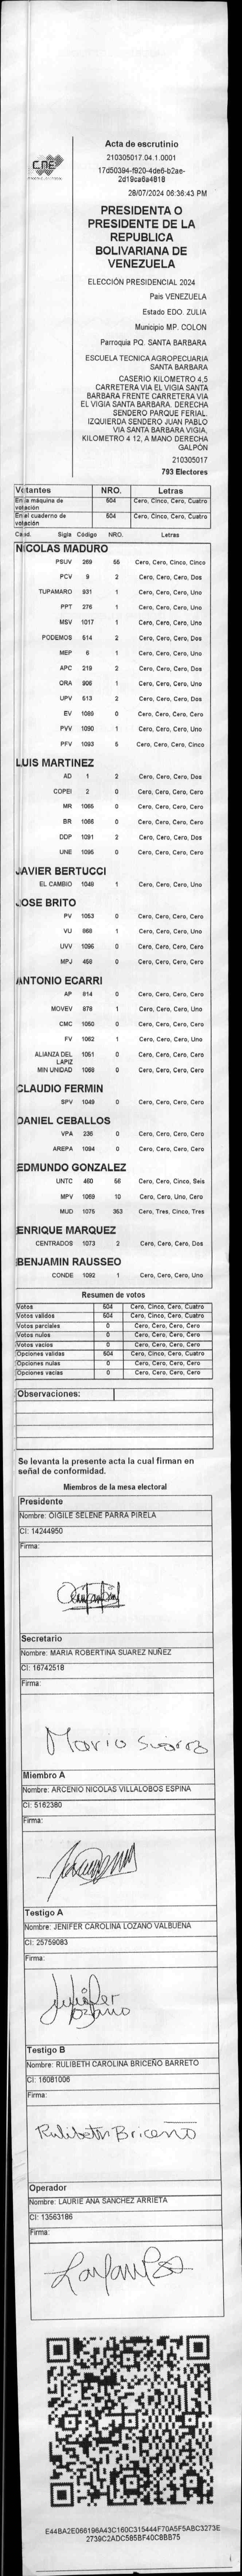 CNE
Acta de escrutinio
210305017.04.1.0001
17d50394-f920-4de6-b2ae-
2d19ca6a4818
28/07/2024 06:36:43 PM
PRESIDENTA O
PRESIDENTE DE LA
REPUBLICA
BOLIVARIANA DE
VENEZUELA
ELECCIÓN PRESIDENCIAL 2024
País VENEZUELA
Estado EDO. ZULIA
Municipio MP. COLON
Parroquia PQ. SANTA BARBARA
ESCUELA TECNICA AGROPECUARIA
SANTA BARBARA
CASERIO KILOMETRO 4,5
CARRETERA VIA EL VIGIA SANTA
BARBARA FRENTE CARRETERA VIA
EL VIGIA SANTA BARBARA. DERECHA
SENDERO PARQUE FERIAL.
IZQUIERDA SENDERO JUAN PABLO
VIA SANTA BARBARA VIGIA,
KILOMETRO 4 12, A MANO DERECHA
GALPÓN
210305017
793 Electores
Votantes NRO. Letras
En la máquina de votación 504 Cero, Cinco, Cero, Cuatro
En el cuaderno de votación 504 Cero, Cinco, Cero, Cuatro
Cand. Sigla Código NRO. Letras
NICOLAS MADURO
PSUV 269 55 Cero, Cero, Cinco, Cinco
PCV 9 2 Cero, Cero, Cero, Dos
TUPAMARO 931 1 Cero, Cero, Cero, Uno
PPT 276 1 Cero, Cero, Cero, Uno
MSV 1017 1 Cero, Cero, Cero, Uno
PODEMOS 514 2 Cero, Cero, Cero, Dos
MEP 6 1 Cero, Cero, Cero, Uno
APC 219 2 Cero, Cero, Cero, Dos
ORA 906 1 Cero, Cero, Cero, Uno
UPV 513 2 Cero, Cero, Cero, Dos
EV 1080 0 Cero, Cero, Cero, Cero
PVV 1090 1 Cero, Cero, Cero, Uno
PFV 1093 5 Cero, Cero, Cero, Cinco
LUIS MARTINEZ
AD 1 2 Cero, Cero, Cero, Dos
COPEI 2 0 Cero, Cero, Cero, Cero
MR 1065 0 Cero, Cero, Cero, Cero
BR 1066 0 Cero, Cero, Cero, Cero
DDP 1091 2 Cero, Cero, Cero, Dos
UNE 1095 0 Cero, Cero, Cero, Cero
JAVIER BERTUCCI
EL CAMBIO 1048 1 Cero, Cero, Cero, Uno
JOSE BRITO
PV 1053 0 Cero, Cero, Cero, Cero
VU 868 1 Cero, Cero, Cero, Uno
UVV 1096 0 Cero, Cero, Cero, Cero
MPJ 458 0 Cero, Cero, Cero, Cero
ANTONIO ECARRI
AP 814 0 Cero, Cero, Cero, Cero
MOVEV 878 1 Cero, Cero, Cero, Uno
CMC 1050 0 Cero, Cero, Cero, Cero
FV 1062 1 Cero, Cero, Cero, Uno
ALIANZA DEL LAPIZ 1051 0 Cero, Cero, Cero, Cero
MIN UNIDAD 1068 0 Cero, Cero, Cero, Cero
CLAUDIO FERMIN
SPV 1049 0 Cero, Cero, Cero, Cero
DANIEL CEBALLOS
VPA 236 0 Cero, Cero, Cero, Cero
AREPA 1094 0 Cero, Cero, Cero, Cero
EDMUNDO GONZALEZ
UNTC 460 56 Cero, Cero, Cinco, Seis
MPV 1069 10 Cero, Cero, Uno, Cero
MUD 1075 353 Cero, Tres, Cinco, Tres
ENRIQUE MARQUEZ
CENTRADOS 1073 2 Cero, Cero, Cero, Dos
BENJAMIN RAUSSEO
CONDE 1092 1 Cero, Cero, Cero, Uno
Resumen de votos
Votos 504 Cero, Cinco, Cero, Cuatro
Votos validos 504 Cero, Cinco, Cero, Cuatro
Votos parciales 0 Cero, Cero, Cero, Cero
Votos nulos 0 Cero, Cero, Cero, Cero
Votos vacios 0 Cero, Cero, Cero, Cero
Opciones validas 504 Cero, Cinco, Cero, Cuatro
Opciones nulas 0 Cero, Cero, Cero, Cero
Opciones vacias 0 Cero, Cero, Cero, Cero
Observaciones:
Se levanta la presente acta la cual firman en
señal de conformidad.
Miembros de la mesa electoral
Presidente
Nombre: OIGILE SELENE PARRA PIRELA
CI: 14244950
Firma:
Secretario
Nombre: MARIA ROBERTINA SUAREZ NUÑEZ
CI: 16742518
Firma:
Maria Suarez
Miembro A
Nombre: ARCENIO NICOLAS VILLALOBOS ESPINA
CI: 5162380
Firma:
Testigo A
Nombre: JENIFER CAROLINA LOZANO VALBUENA
CI: 25759083
Firma:
Jenifer
Lozano
Testigo B
Nombre: RULIBETH CAROLINA BRICEÑO BARRETO
CI: 16081006
Firma:
Rulibeth Briceño
Operador
Nombre: LAURIE ANA SANCHEZ ARRIETA
CI: 13563186
Firma:
E44BA2E066196A43C160C315444F70A5F5ABC3273E
2739C2ADC585BF40C8BB75